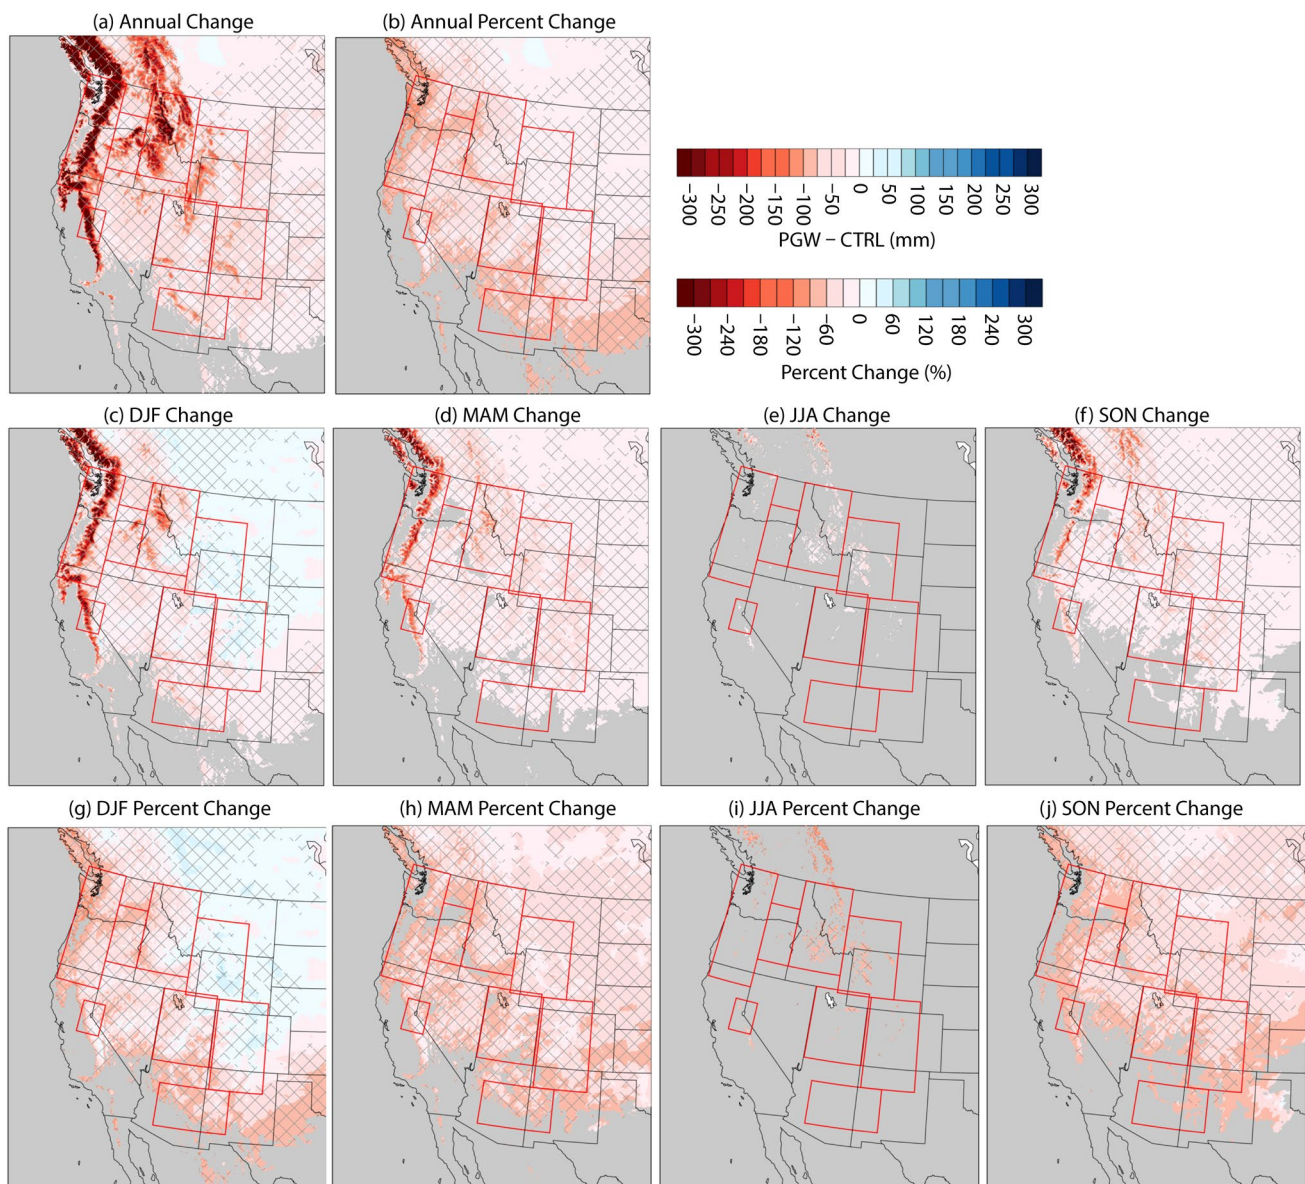 (a) Annual Change
(b) Annual Percent Change
−300 −250 −200 −150 −100 −50 0 50 100 150 200 250 300
PGW − CTRL (mm)
−300 −240 −180 −120 −60 0 60 120 180 240 300
Percent Change (%)
(c) DJF Change
(d) MAM Change
(e) JJA Change
(f) SON Change
(g) DJF Percent Change
(h) MAM Percent Change
(i) JJA Percent Change
(j) SON Percent Change